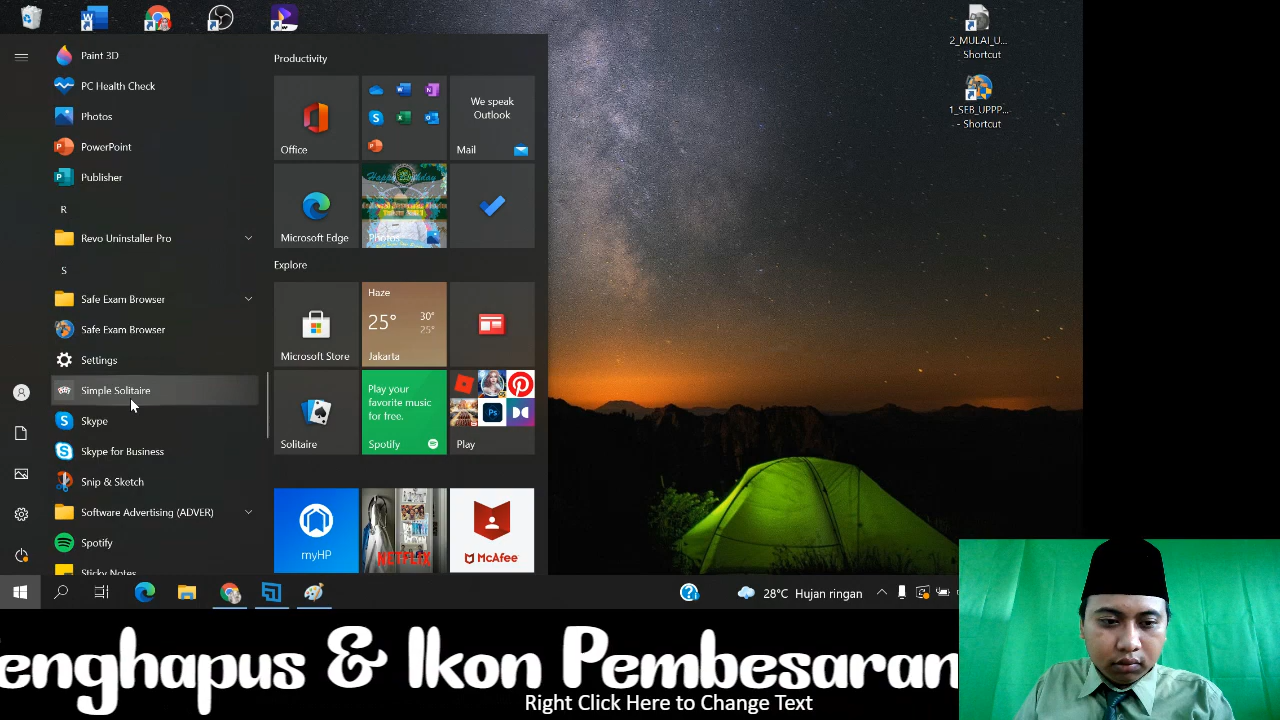 2_MULAI_U...
- Shortcut
1_SEB_UPPP...
- Shortcut
Paint 3D
PC Health Check
Photos
PowerPoint
Publisher
R
Revo Uninstaller Pro
S
Safe Exam Browser
Safe Exam Browser
Settings
Simple Solitaire
Skype
Skype for Business
Snip & Sketch
Software Advertising (ADVER)
Spotify
Sticky Notes
Productivity
Office
We speak
Outlook
Mail
Microsoft Edge
Photos
Explore
Microsoft Store
Haze
25° 30°
25°
Jakarta
Solitaire
Play your
favorite music
for free.
Spotify
Ps
Play
myHP
NETFLIX
McAfee
28°C Hujan ringan
enghapus & Ikon Pembesaran
Right Click Here to Change Text